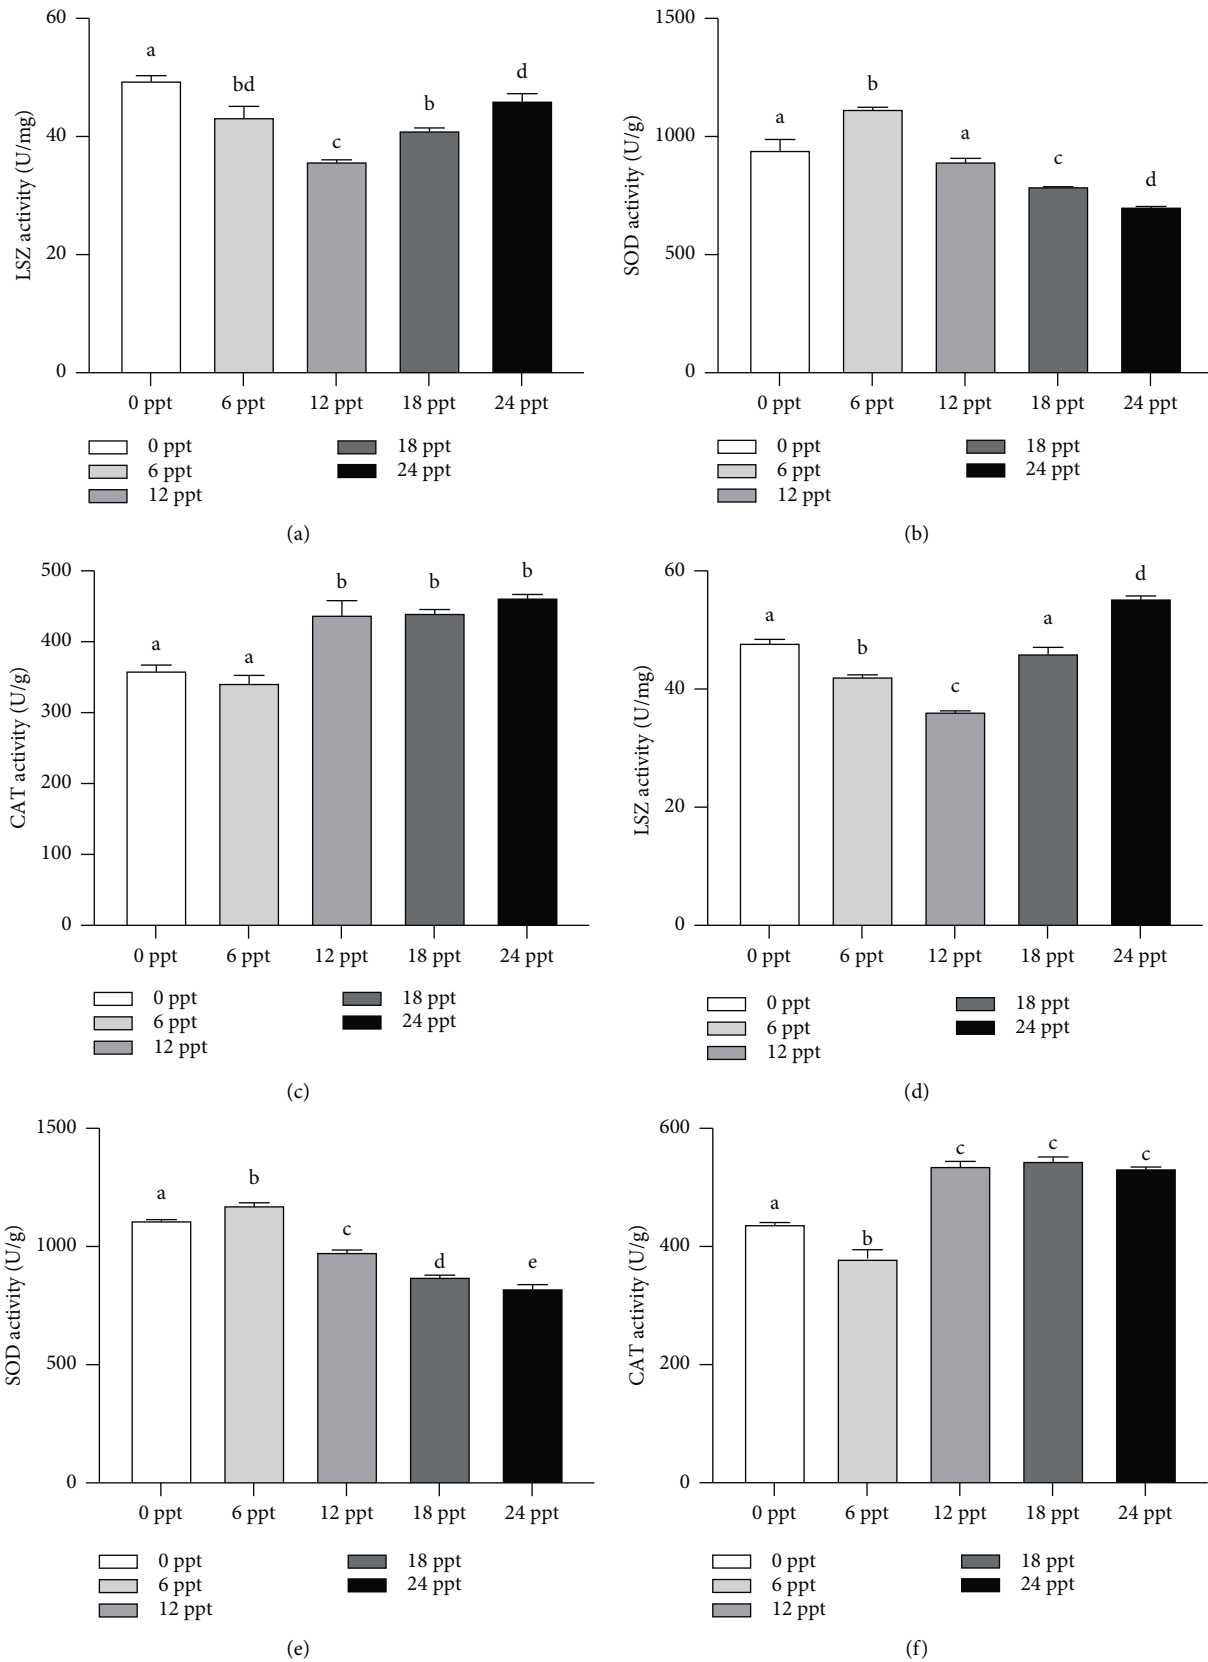 60
40
20
0
LSZ activity (U/mg)
a
bd
c
b
d
0 ppt 6 ppt 12 ppt 18 ppt 24 ppt
0 ppt 18 ppt
6 ppt 24 ppt
12 ppt
(a)
1500
1000
500
0
SOD activity (U/g)
a
b
a
c
d
0 ppt 6 ppt 12 ppt 18 ppt 24 ppt
0 ppt 18 ppt
6 ppt 24 ppt
12 ppt
(b)
500
400
300
200
100
0
CAT activity (U/g)
a
a
b
b
b
0 ppt 6 ppt 12 ppt 18 ppt 24 ppt
0 ppt 18 ppt
6 ppt 24 ppt
12 ppt
(c)
60
40
20
0
LSZ activity (U/mg)
a
b
c
a
d
0 ppt 6 ppt 12 ppt 18 ppt 24 ppt
0 ppt 18 ppt
6 ppt 24 ppt
12 ppt
(d)
1500
1000
500
0
SOD activity (U/g)
a
b
c
d
e
0 ppt 6 ppt 12 ppt 18 ppt 24 ppt
0 ppt 18 ppt
6 ppt 24 ppt
12 ppt
(e)
600
400
200
0
CAT activity (U/g)
a
b
c
c
c
0 ppt 6 ppt 12 ppt 18 ppt 24 ppt
0 ppt 18 ppt
6 ppt 24 ppt
12 ppt
(f)